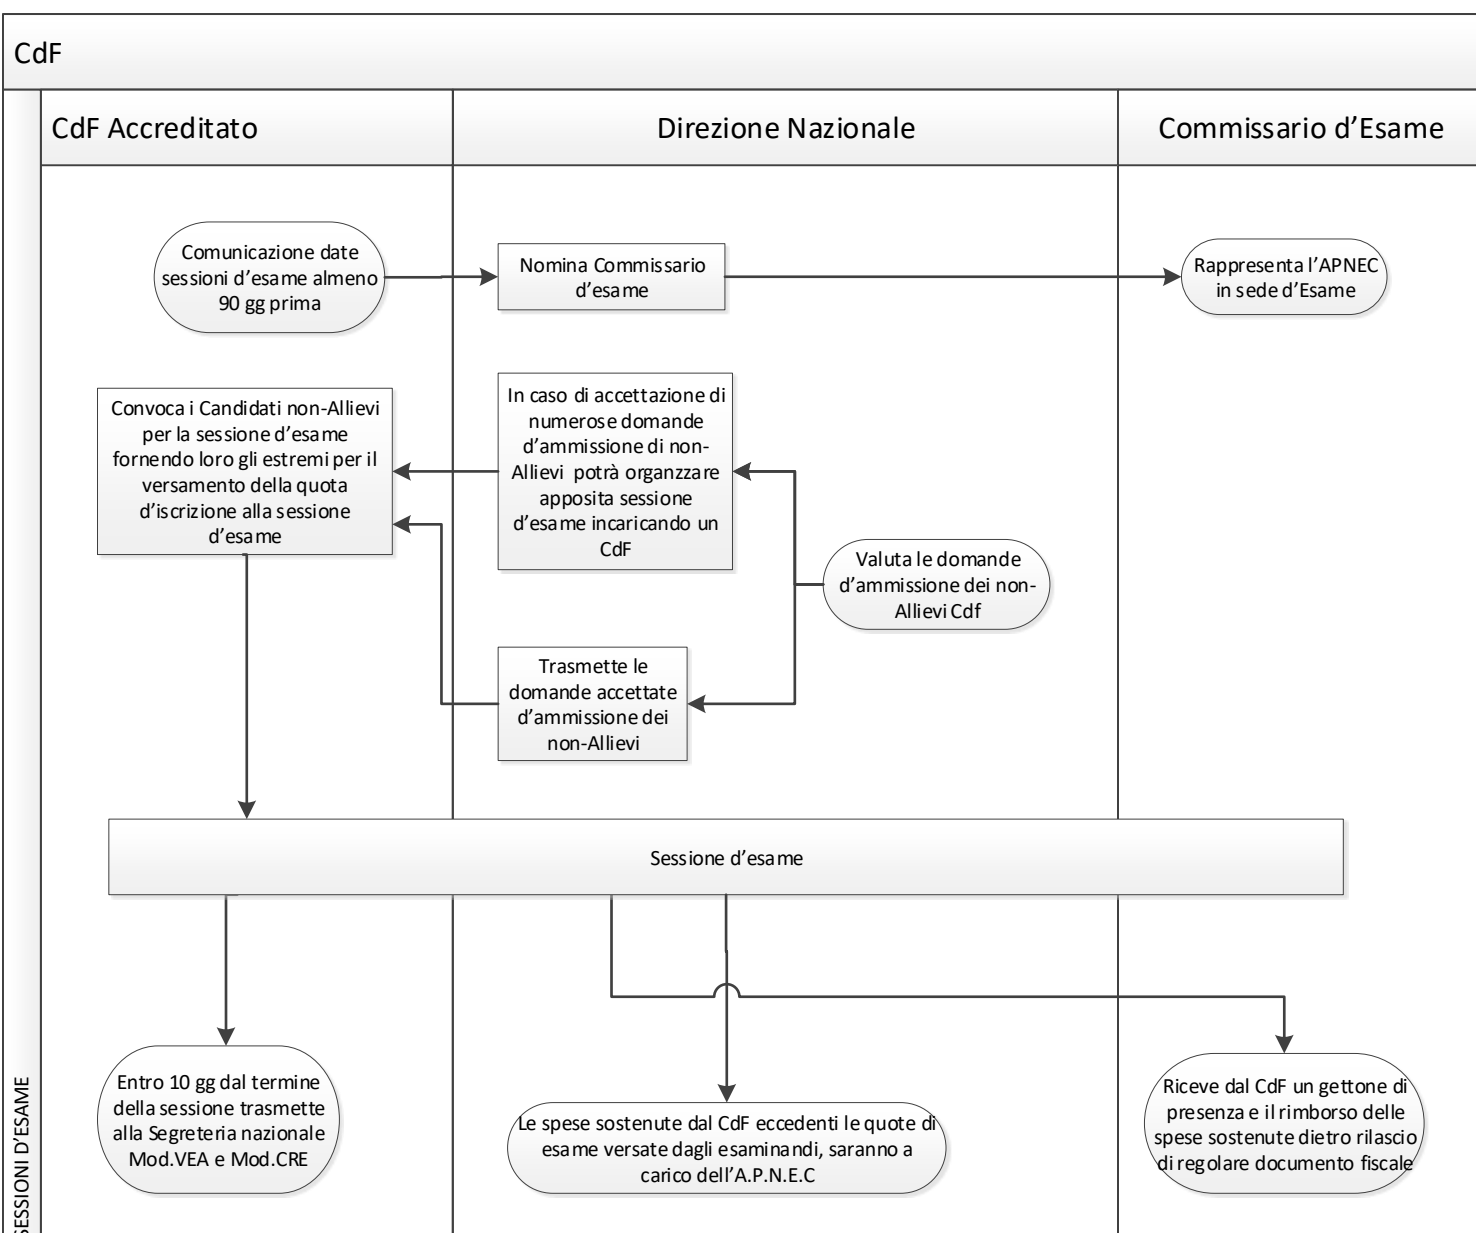 CdF
CdF Accreditato
Direzione Nazionale
Commissario d’Esame
Comunicazione date
sessioni d’esame almeno
90 gg prima
Nomina Commissario
d’esame
Rappresenta l’APNEC
in sede d’Esame
Convoca i Candidati non-Allievi
per la sessione d’esame
fornendo loro gli estremi per il
versamento della quota
d’iscrizione alla sessione
d’esame
In caso di accettazione di
numerose domande
d’ammissione di non-
Allievi potrà organzzare
apposita sessione
d’esame incaricando un
CdF
Valuta le domande
d’ammissione dei non-
Allievi Cdf
Trasmette le
domande accettate
d’ammissione dei
non-Allievi
Sessione d’esame
Entro 10 gg dal termine
della sessione trasmette
alla Segreteria nazionale
Mod.VEA e Mod.CRE
Le spese sostenute dal CdF eccedenti le quote di
esame versate dagli esaminandi, saranno a
carico dell’A.P.N.E.C
Riceve dal CdF un gettone di
presenza e il rimborso delle
spese sostenute dietro rilascio
di regolare documento fiscale
SESSIONI D’ESAME